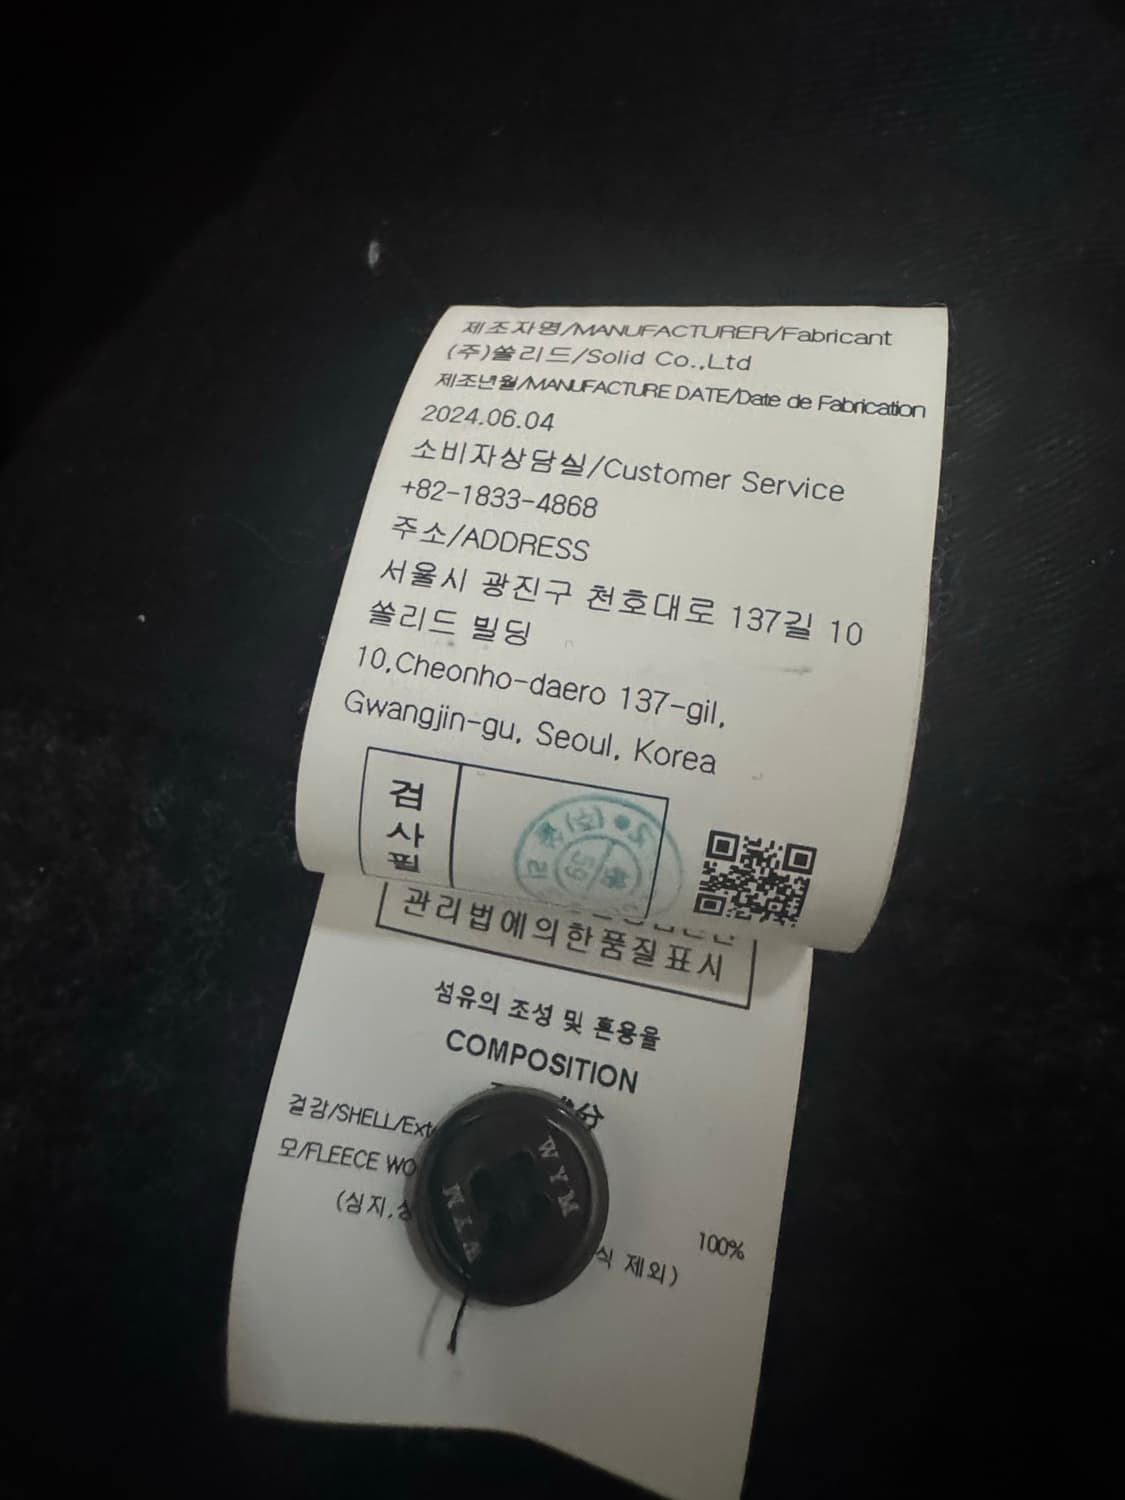 제조자명/MANUFACTURER/Fabricant
(주)쏠리드/Solid Co.,Ltd
제조년월/MANUFACTURE DATE/Date de Fabrication
2024.06.04
소비자상담실/Customer Service
+82-1833-4868
주소/ADDRESS
서울시 광진구 천호대로 137길 10
쏠리드 빌딩
10,Cheonho-daero 137-gil,
Gwangjin-gu, Seoul, Korea
검
사
필
관리법에의한품질표시
섬유의 조성 및 혼용율
COMPOSITION
겉감/SHELL/Ext
모/FLEECE WO
100%
(심지,
식 제외)
WYM
WYM